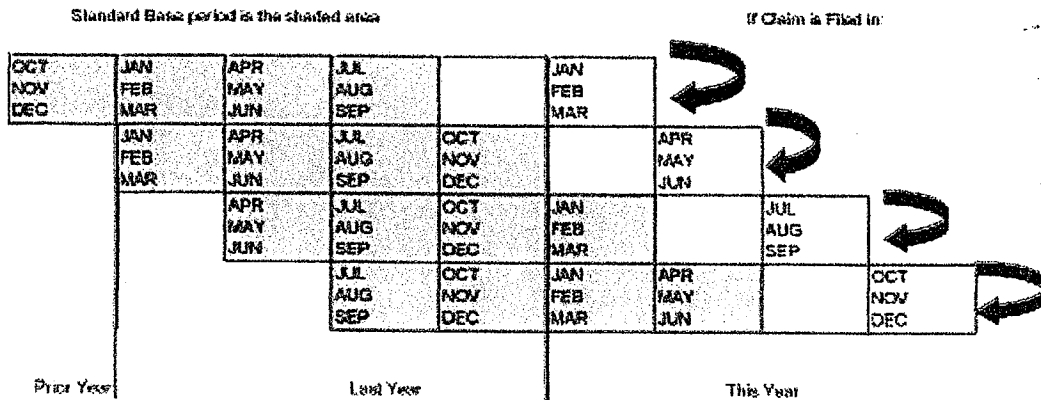 Standard Base period is the shaded area If Claim is Filed in:
OCT JAN APR JUL JAN
NOV FEB MAY AUG FEB
DEC MAR JUN SEP MAR
JAN APR JUL OCT APR
FEB MAY AUG NOV MAY
MAR JUN SEP DEC JUN
APR JUL OCT JAN JUL
MAY AUG NOV FEB AUG
JUN SEP DEC MAR SEP
JUL OCT JAN APR OCT
AUG NOV FEB MAY NOV
SEP DEC MAR JUN DEC
Prior Year Last Year This Year